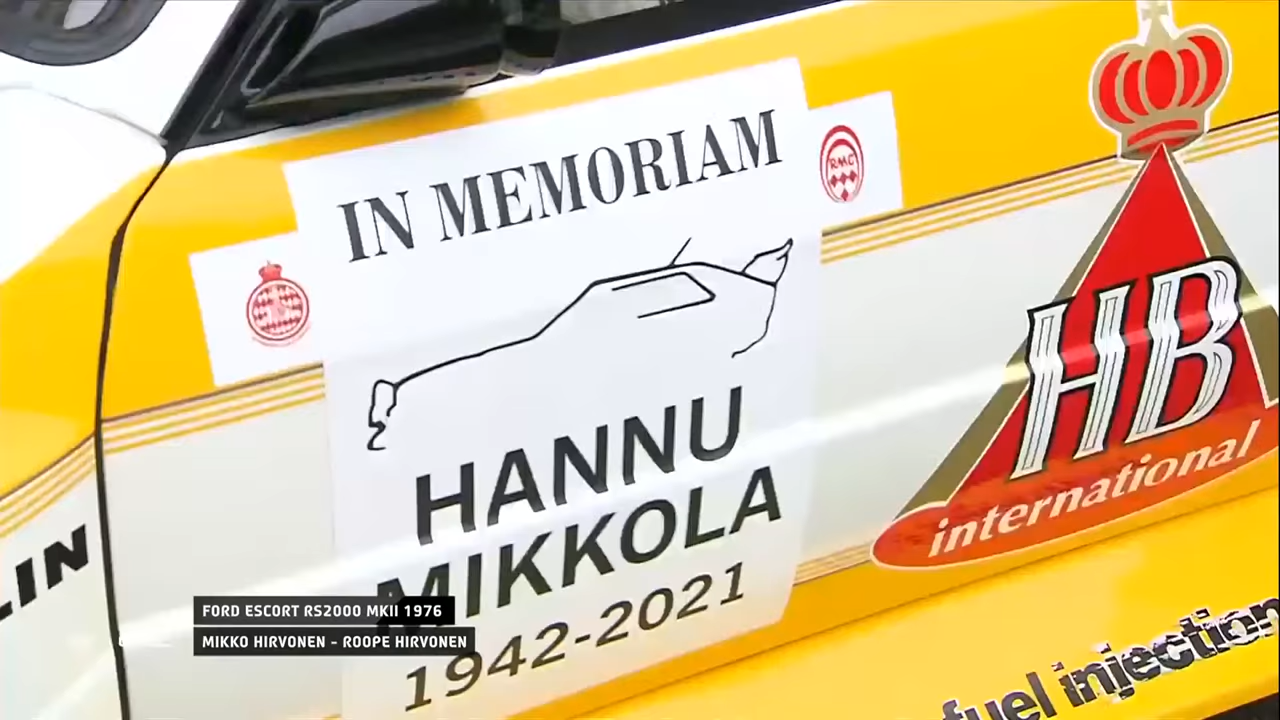 IN MEMORIAM
RMC
HANNU
MIKKOLA
1942-2021
HB
international
fuel injection
LIN
FORD ESCORT RS2000 MKII 1976
MIKKO HIRVONEN - ROOPE HIRVONEN